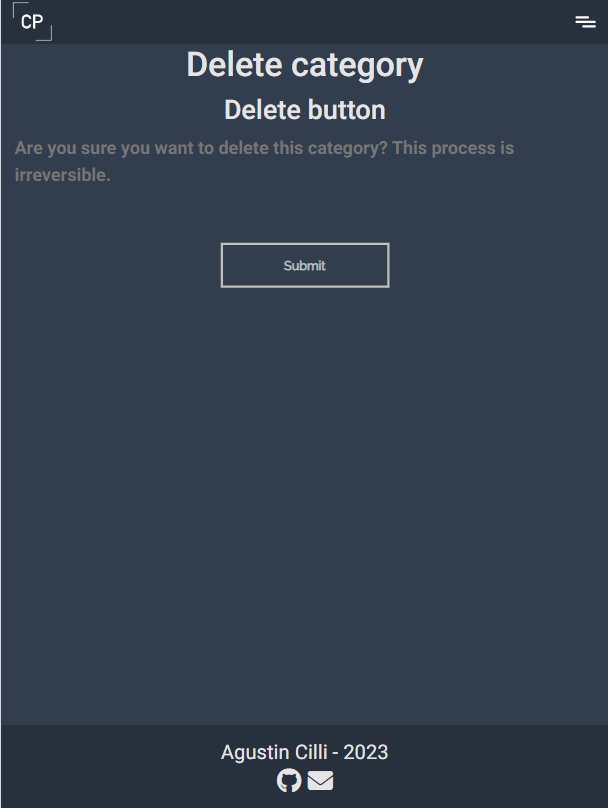 CP
Delete category
Delete button
Are you sure you want to delete this category? This process is
irreversible.
Submit
Agustin Cilli - 2023